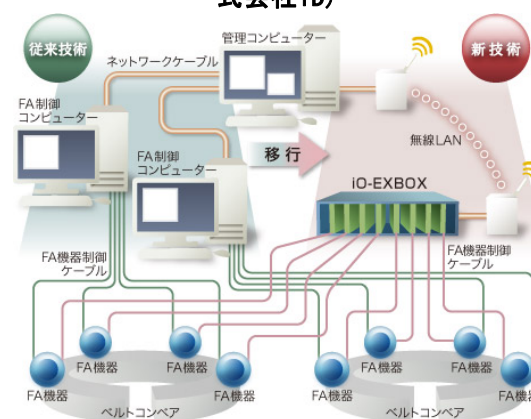 式会社YD）
従来技術
ネットワークケーブル
管理コンピューター
新技術
FA制御
コンピューター
FA制御
コンピューター
移行
無線LAN
iO-EXBOX
FA機器制御
ケーブル
FA機器制御
ケーブル
FA機器
FA機器
FA機器
FA機器
FA機器
FA機器
FA機器
FA機器
ベルトコンベア
ベルトコンベア